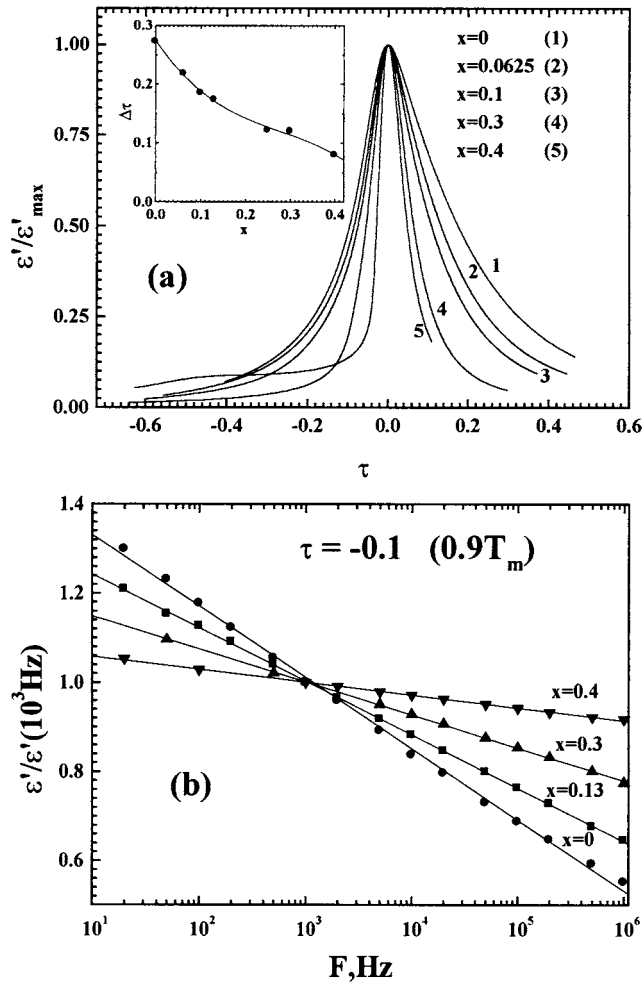 0.3
0.2
0.1
0.0
Δτ
0.0 0.1 0.2 0.3 0.4
x
x=0 (1)
x=0.0625 (2)
x=0.1 (3)
x=0.3 (4)
x=0.4 (5)
1.00
0.75
0.50
0.25
0.00
ε'/ε'max
(a)
1
2
3
4
5
-0.6 -0.4 -0.2 0.0 0.2 0.4 0.6
τ
1.4
1.2
1.0
0.8
0.6
ε'/ε'(10³Hz)
τ = -0.1 (0.9Tm)
x=0.4
x=0.3
x=0.13
x=0
(b)
10¹ 10² 10³ 10⁴ 10⁵ 10⁶
F,Hz